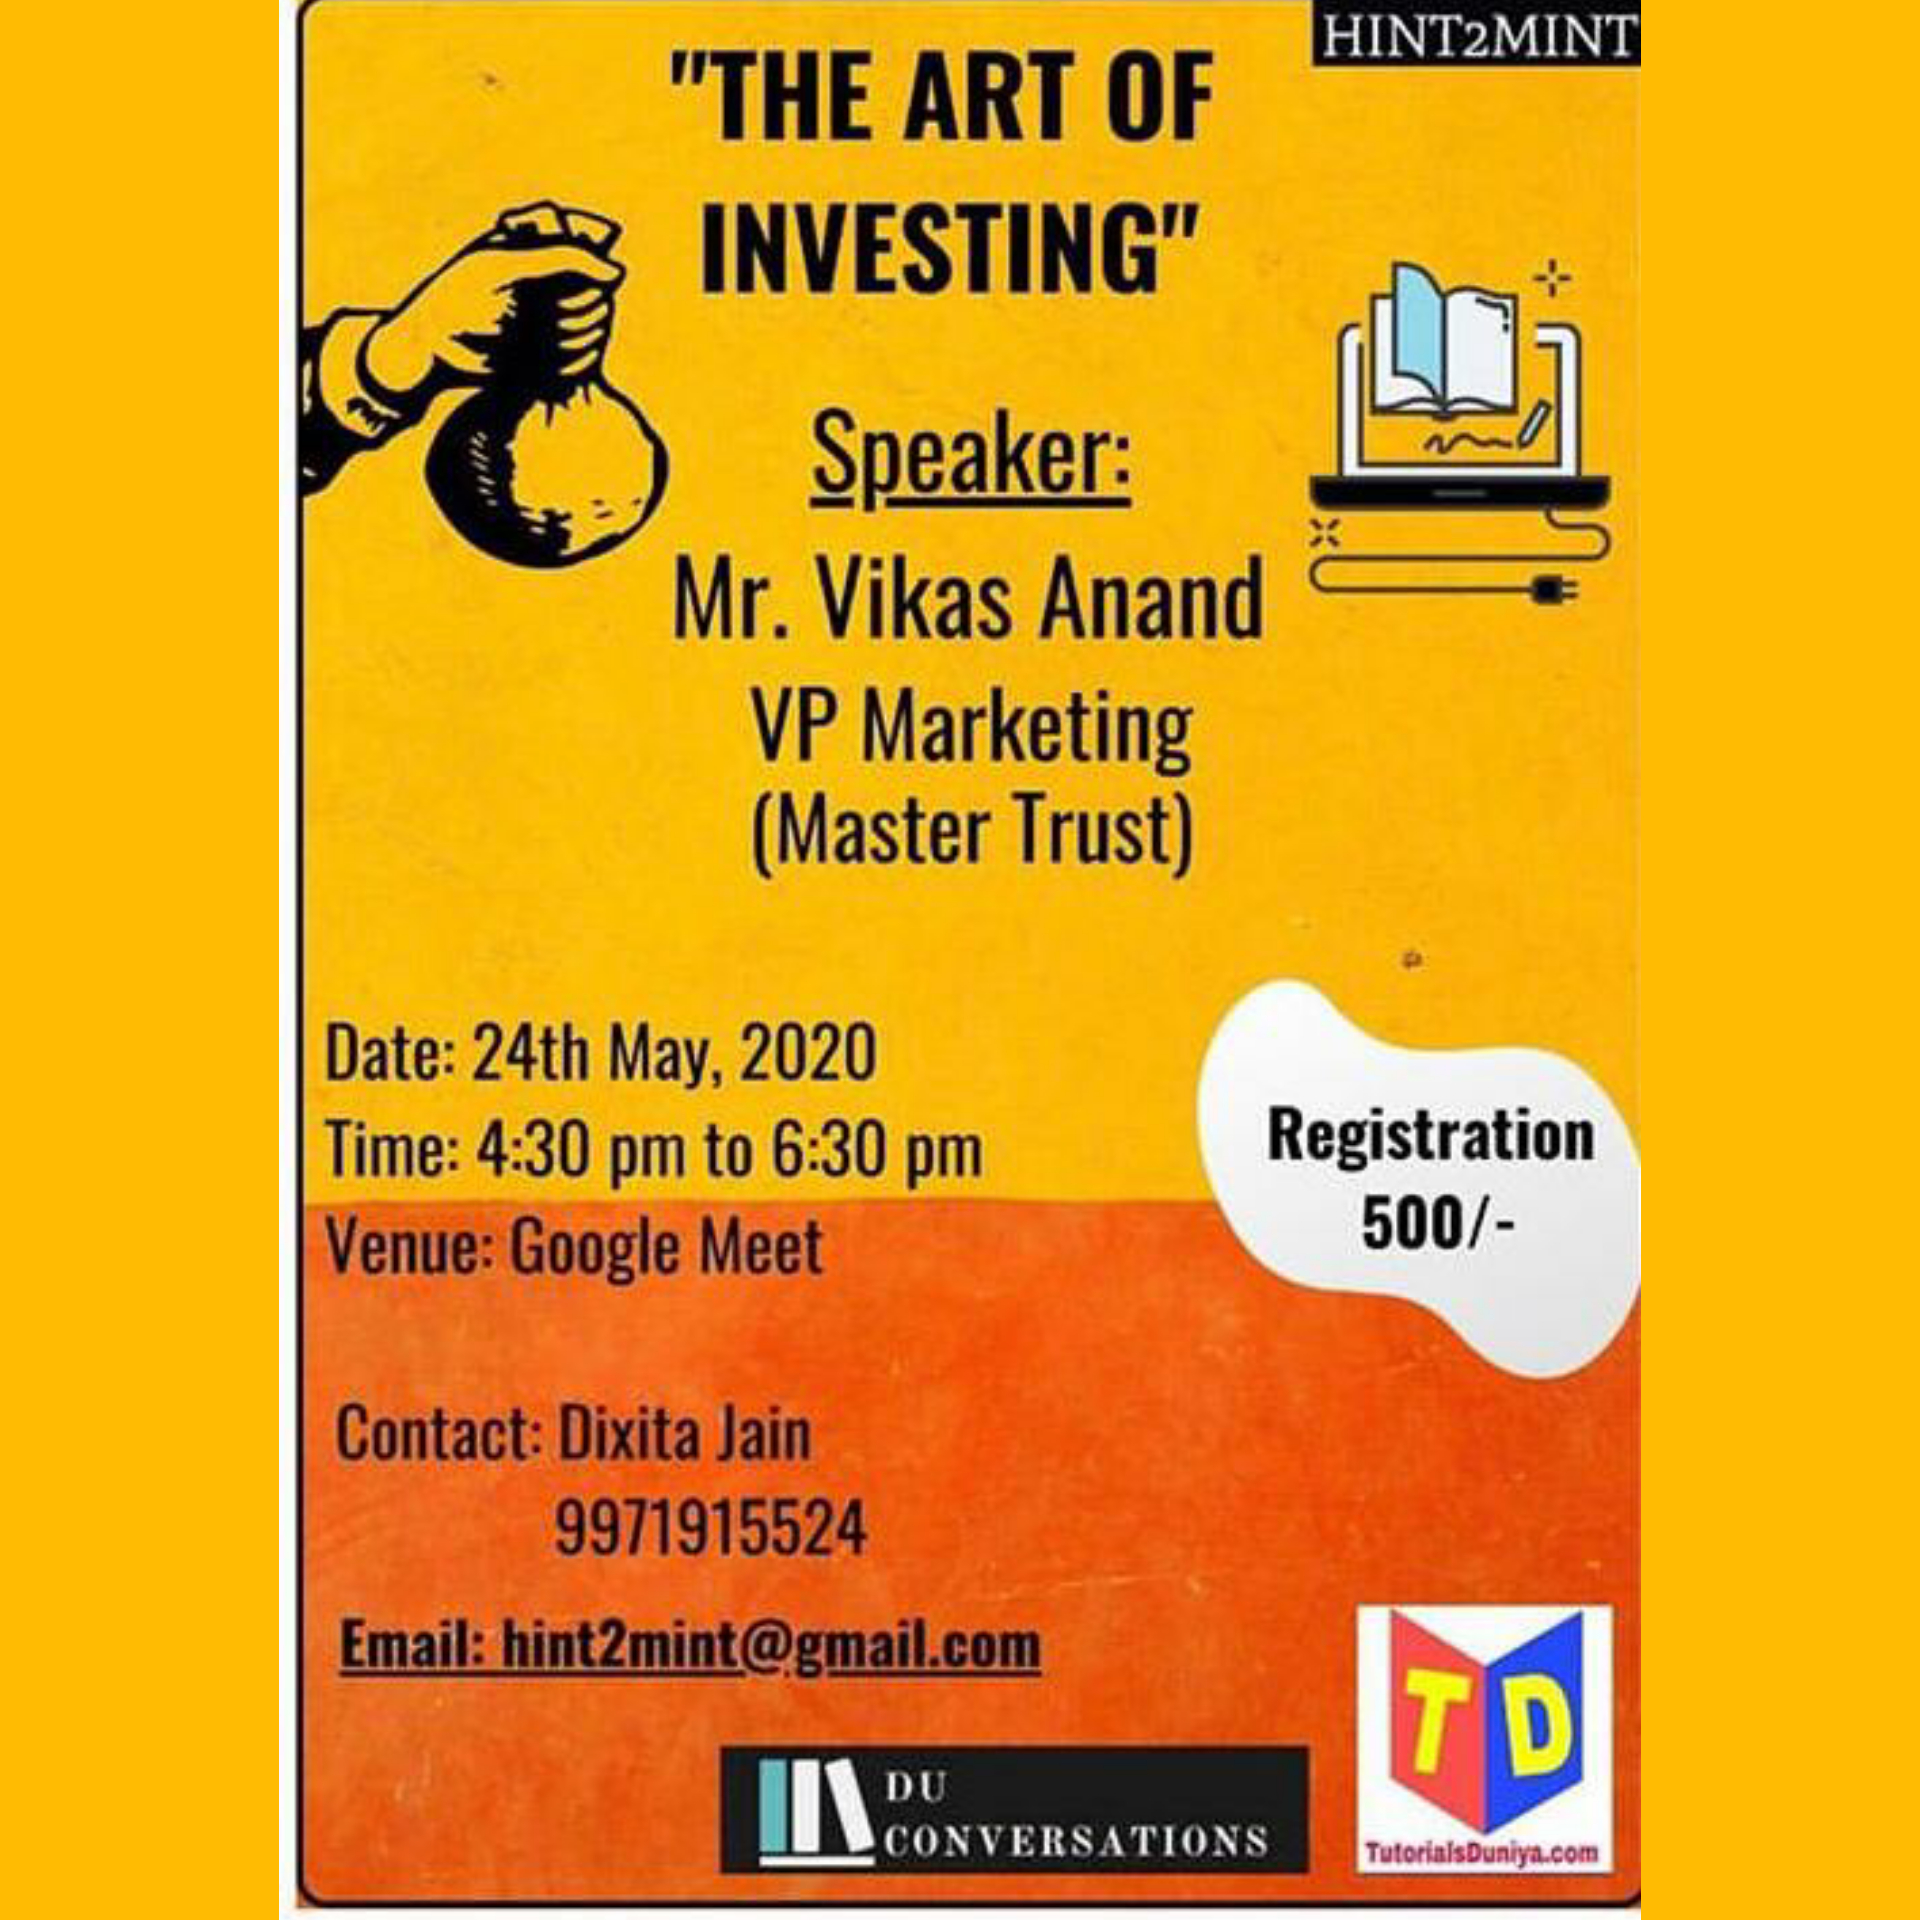 HINT2MINT
"THE ART OF
INVESTING"
Speaker:
Mr. Vikas Anand
VP Marketing
(Master Trust)
Date: 24th May, 2020
Time: 4:30 pm to 6:30 pm
Venue: Google Meet
Registration
500/-
Contact: Dixita Jain
9971915524
Email: hint2mint@gmail.com
DU
CONVERSATIONS
T D
TutorialsDuniya.com